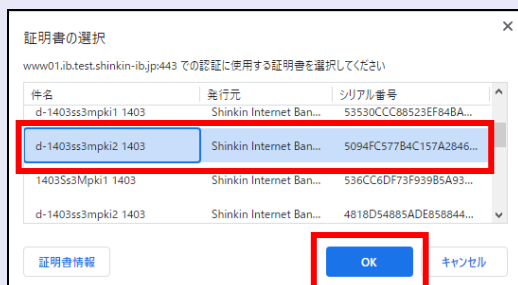 証明書の選択
www01.ib.test.shinkin-ib.jp:443 での認証に使用する証明書を選択してください
件名 発行元 シリアル番号
d-1403ss3mpki1 1403 Shinkin Internet Ban... 53530CCC88523EF84BA...
d-1403ss3mpki2 1403 Shinkin Internet Ban... 5094FC577B4C157A2846...
1403Ss3Mpki1 1403 Shinkin Internet Ban... 536CC6DF73F939B5A93...
d-1403ss3mpki2 1403 Shinkin Internet Ban... 4818D54885ADE858844...
証明書情報 OK キャンセル